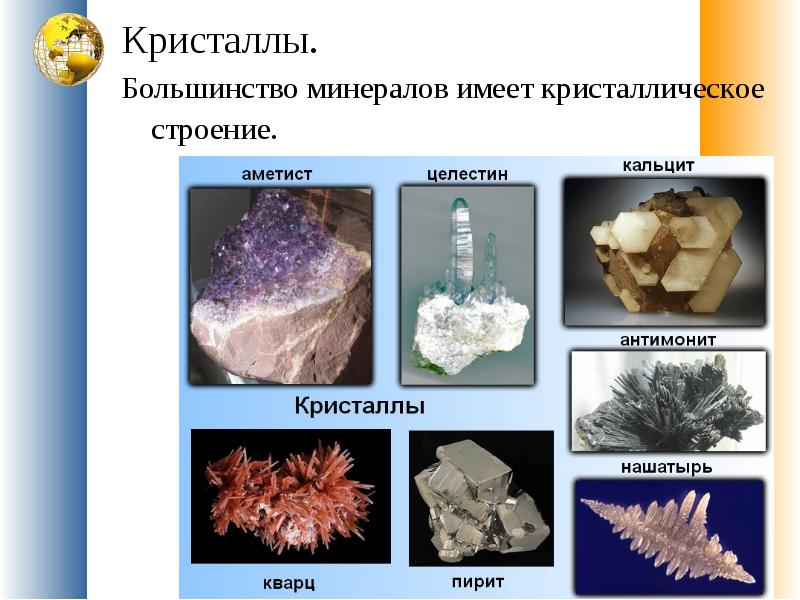 Кристаллы.
Большинство минералов имеет кристаллическое
строение.
аметист
целестин
кальцит
антимонит
Кристаллы
нашатырь
кварц
пирит